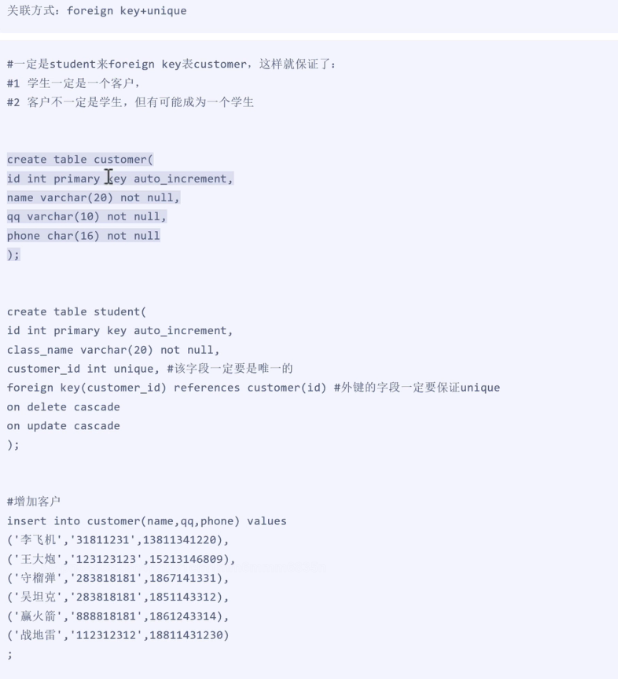 关联方式：foreign key+unique
#一定是student来foreign key表customer，这样就保证了：
#1 学生一定是一个客户，
#2 客户不一定是学生，但有可能成为一个学生
create table customer(
id int primary key auto_increment,
name varchar(20) not null,
qq varchar(10) not null,
phone char(16) not null
);
create table student(
id int primary key auto_increment,
class_name varchar(20) not null,
customer_id int unique, #该字段一定要是唯一的
foreign key(customer_id) references customer(id) #外键的字段一定要保证unique
on delete cascade
on update cascade
);
#增加客户
insert into customer(name,qq,phone) values
('李飞机','31811231',13811341220),
('王大炮','123123123',15213146809),
('守榴弹','283818181',1867141331),
('吴坦克','283818181',1851143312),
('赢火箭','888818181',1861243314),
('战地雷','112312312',18811431230)
;